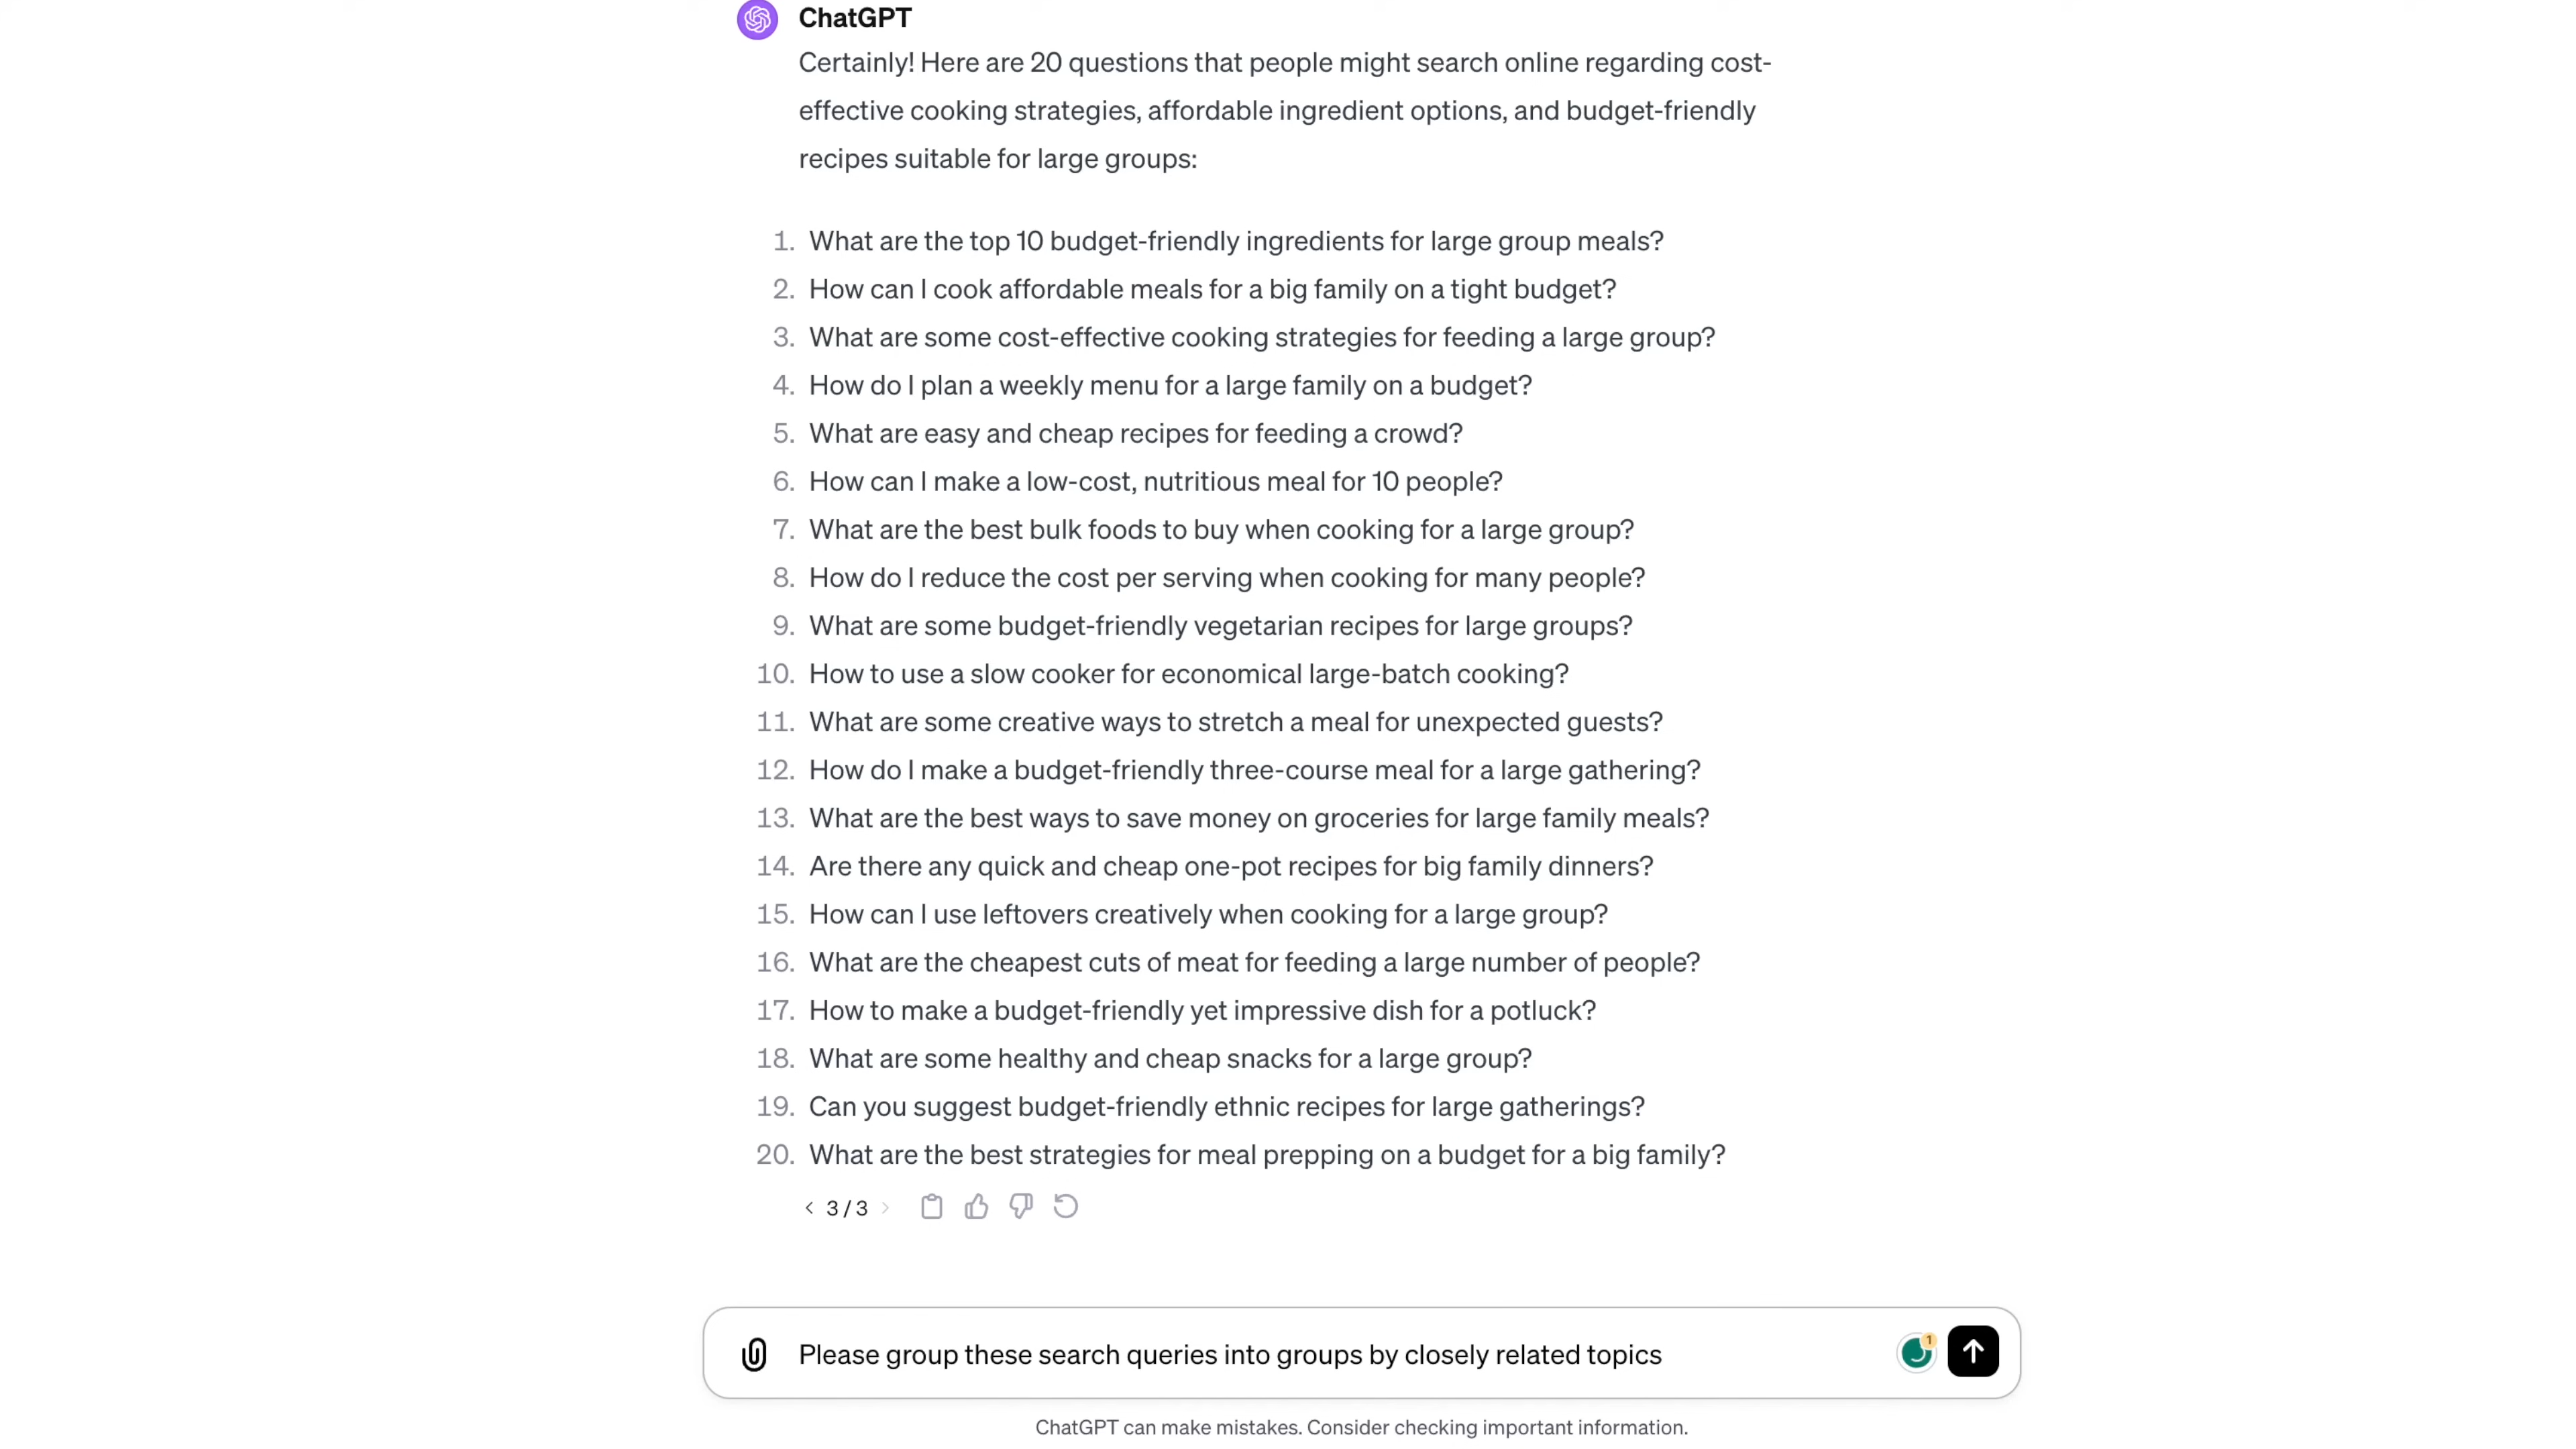 ChatGPT
Certainly! Here are 20 questions that people might search online regarding cost-
effective cooking strategies, affordable ingredient options, and budget-friendly
recipes suitable for large groups:
1. What are the top 10 budget-friendly ingredients for large group meals?
2. How can I cook affordable meals for a big family on a tight budget?
3. What are some cost-effective cooking strategies for feeding a large group?
4. How do I plan a weekly menu for a large family on a budget?
5. What are easy and cheap recipes for feeding a crowd?
6. How can I make a low-cost, nutritious meal for 10 people?
7. What are the best bulk foods to buy when cooking for a large group?
8. How do I reduce the cost per serving when cooking for many people?
9. What are some budget-friendly vegetarian recipes for large groups?
10. How to use a slow cooker for economical large-batch cooking?
11. What are some creative ways to stretch a meal for unexpected guests?
12. How do I make a budget-friendly three-course meal for a large gathering?
13. What are the best ways to save money on groceries for large family meals?
14. Are there any quick and cheap one-pot recipes for big family dinners?
15. How can I use leftovers creatively when cooking for a large group?
16. What are the cheapest cuts of meat for feeding a large number of people?
17. How to make a budget-friendly yet impressive dish for a potluck?
18. What are some healthy and cheap snacks for a large group?
19. Can you suggest budget-friendly ethnic recipes for large gatherings?
20. What are the best strategies for meal prepping on a budget for a big family?
< 3 / 3 >
Please group these search queries into groups by closely related topics
1
ChatGPT can make mistakes. Consider checking important information.